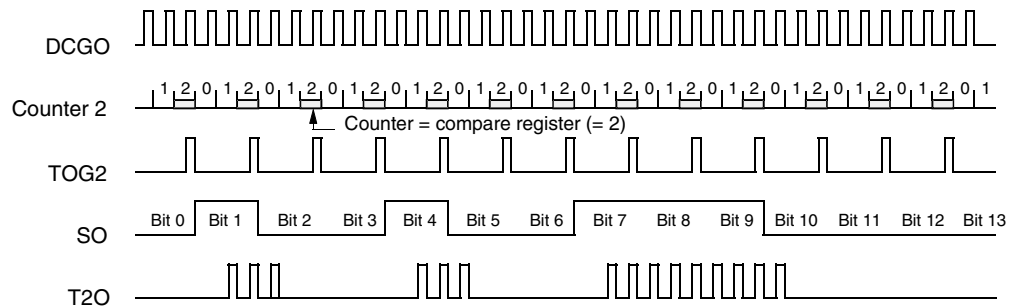 DCGO
1 2 0 1 2 0 1 2 0 1 2 0 1 2 0 1 2 0 1 2 0 1 2 0 1 2 0 1 2 0 1 2 0 1 2 0 1 2 0 1
Counter 2
Counter = compare register (= 2)
TOG2
Bit 0 Bit 1 Bit 2 Bit 3 Bit 4 Bit 5 Bit 6 Bit 7 Bit 8 Bit 9 Bit 10 Bit 11 Bit 12 Bit 13
SO
T2O